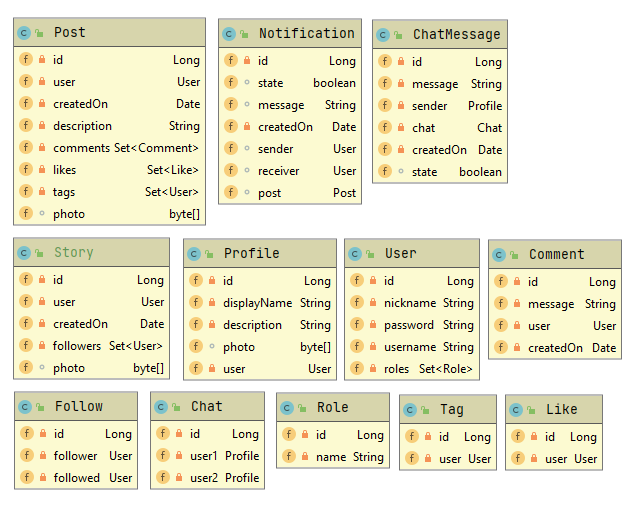 Post
f id Long
f user User
f createdOn Date
f description String
f comments Set<Comment>
f likes Set<Like>
f tags Set<User>
f photo byte[]
C Notification
f id Long
f state boolean
f message String
f createdOn Date
f sender User
f receiver User
f post Post
C ChatMessage
f id Long
f message String
f sender Profile
f chat Chat
f createdOn Date
f state boolean
C Story
f id Long
f user User
f createdOn Date
f followers Set<User>
f photo byte[]
C Profile
f id Long
f displayName String
f description String
f photo byte[]
f user User
C User
f id Long
f nickname String
f password String
f username String
f roles Set<Role>
C Comment
f id Long
f message String
f user User
f createdOn Date
C Follow
f id Long
f follower User
f followed User
C Chat
f id Long
f user1 Profile
f user2 Profile
C Role
f id Long
f name String
C Tag
f id Long
f user User
C Like
f id Long
f user User